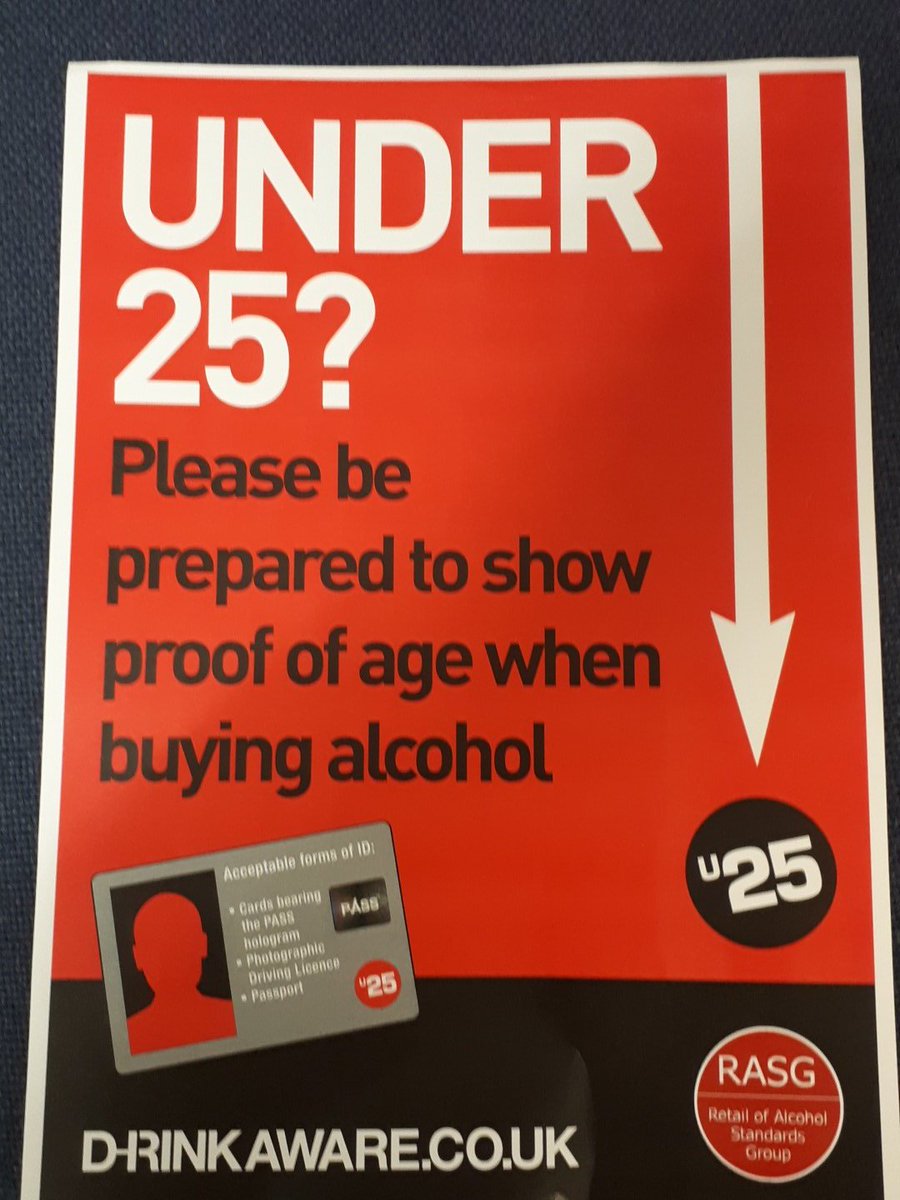 UNDER
25?
Please be
prepared to show
proof of age when
buying alcohol
Acceptable forms of ID:
• Cards bearing
the PASS
hologram
• Photographic
Driving Licence
• Passport
PASS
U25
U25
RASG
Retail of Alcohol
Standards
Group
DRINKAWARE.CO.UK